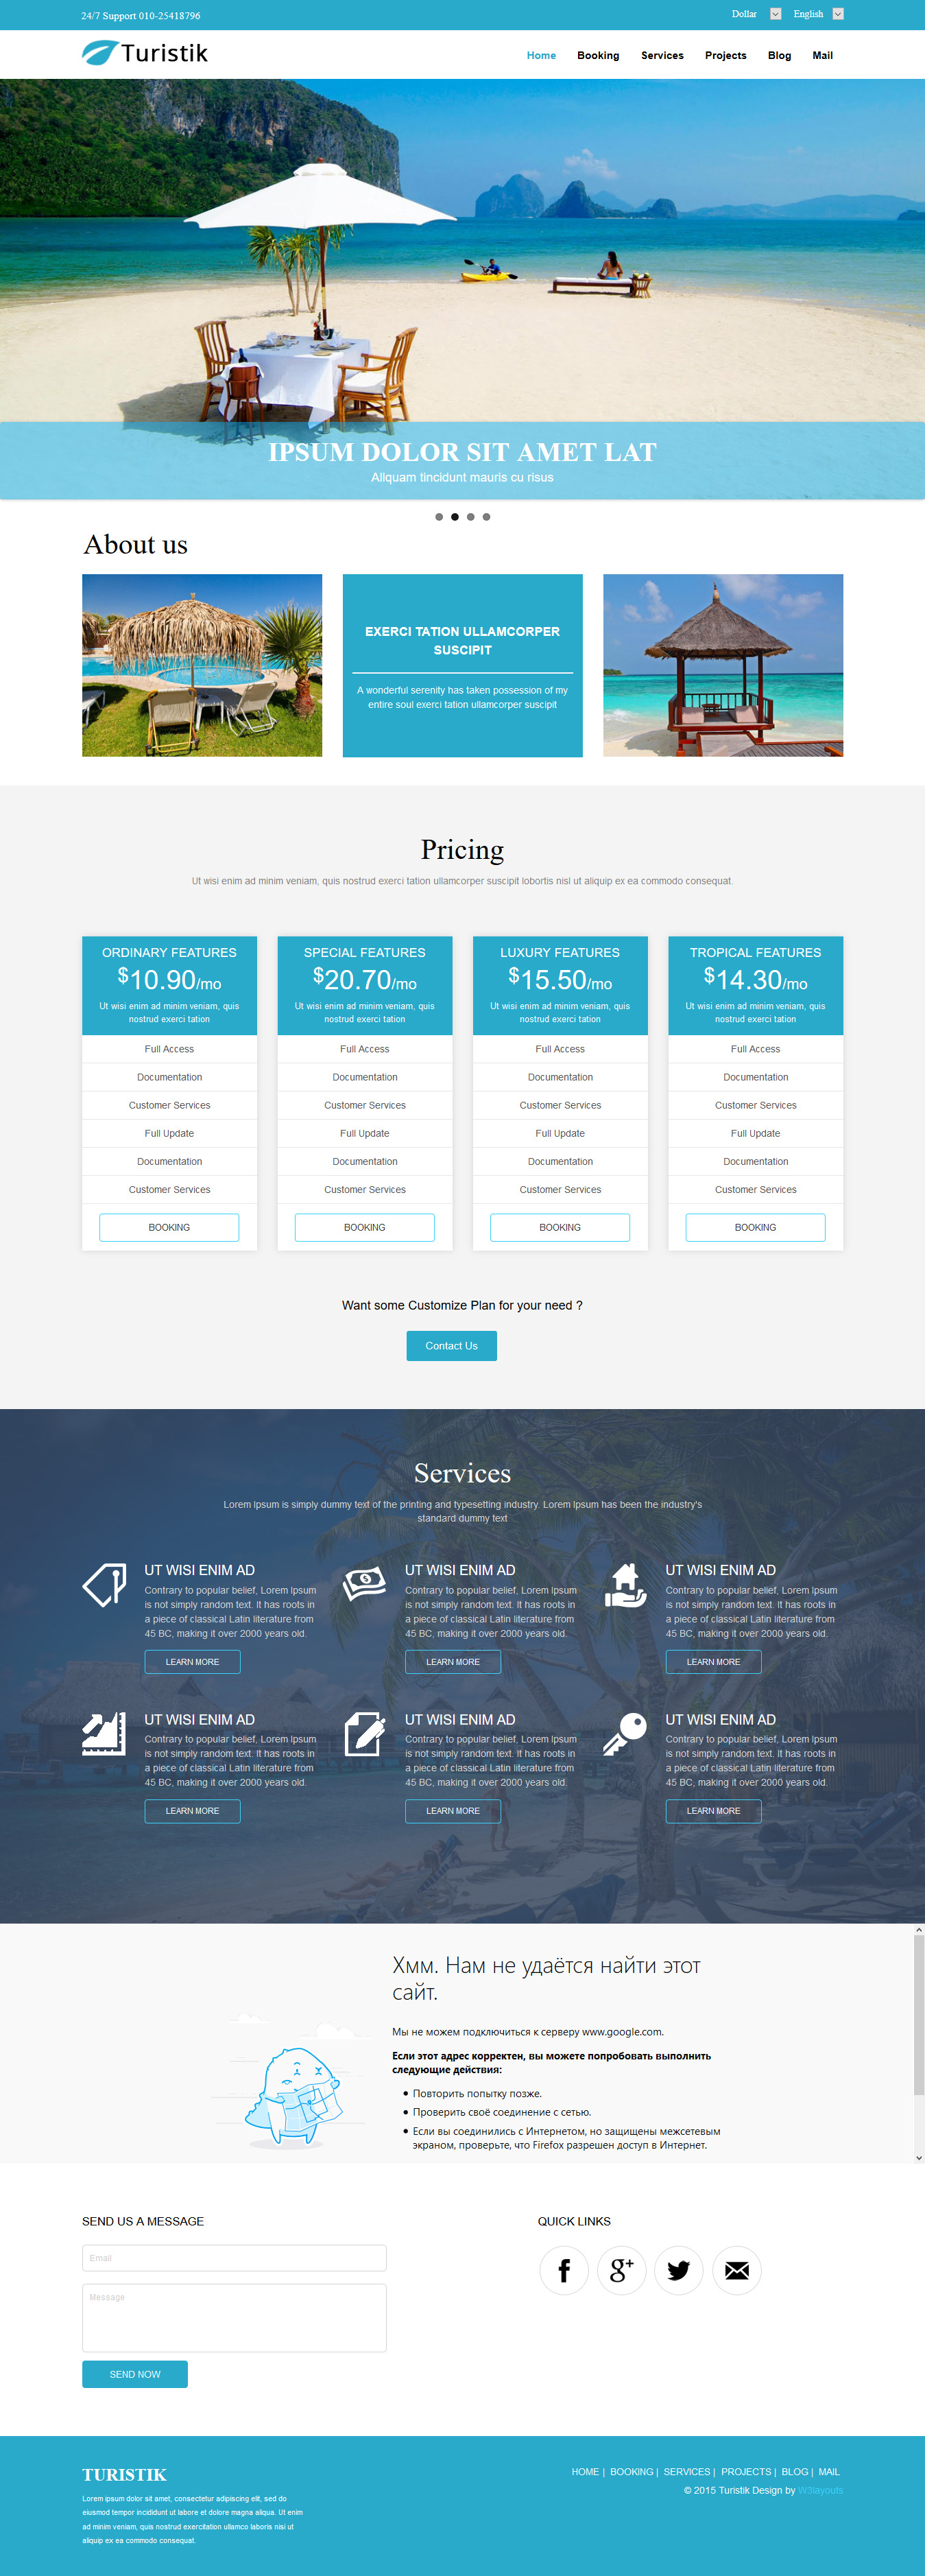 24/7 Support 010-25418796
Dollar English
Turistik
Home Booking Services Projects Blog Mail
IPSUM DOLOR SIT AMET LAT
Aliquam tincidunt mauris cu risus
About us
EXERCI TATION ULLAMCORPER
SUSCIPIT
A wonderful serenity has taken possession of my
entire soul exerci tation ullamcorper suscipit
Pricing
Ut wisi enim ad minim veniam, quis nostrud exerci tation ullamcorper suscipit lobortis nisl ut aliquip ex ea commodo consequat.
ORDINARY FEATURES
$10.90/mo
Ut wisi enim ad minim veniam, quis
nostrud exerci tation
Full Access
Documentation
Customer Services
Full Update
Documentation
Customer Services
BOOKING
SPECIAL FEATURES
$20.70/mo
Ut wisi enim ad minim veniam, quis
nostrud exerci tation
Full Access
Documentation
Customer Services
Full Update
Documentation
Customer Services
BOOKING
LUXURY FEATURES
$15.50/mo
Ut wisi enim ad minim veniam, quis
nostrud exerci tation
Full Access
Documentation
Customer Services
Full Update
Documentation
Customer Services
BOOKING
TROPICAL FEATURES
$14.30/mo
Ut wisi enim ad minim veniam, quis
nostrud exerci tation
Full Access
Documentation
Customer Services
Full Update
Documentation
Customer Services
BOOKING
Want some Customize Plan for your need ?
Contact Us
Services
Lorem Ipsum is simply dummy text of the printing and typesetting industry. Lorem Ipsum has been the industry's
standard dummy text
UT WISI ENIM AD
Contrary to popular belief, Lorem Ipsum
is not simply random text. It has roots in
a piece of classical Latin literature from
45 BC, making it over 2000 years old.
LEARN MORE
UT WISI ENIM AD
Contrary to popular belief, Lorem Ipsum
is not simply random text. It has roots in
a piece of classical Latin literature from
45 BC, making it over 2000 years old.
LEARN MORE
UT WISI ENIM AD
Contrary to popular belief, Lorem Ipsum
is not simply random text. It has roots in
a piece of classical Latin literature from
45 BC, making it over 2000 years old.
LEARN MORE
UT WISI ENIM AD
Contrary to popular belief, Lorem Ipsum
is not simply random text. It has roots in
a piece of classical Latin literature from
45 BC, making it over 2000 years old.
LEARN MORE
UT WISI ENIM AD
Contrary to popular belief, Lorem Ipsum
is not simply random text. It has roots in
a piece of classical Latin literature from
45 BC, making it over 2000 years old.
LEARN MORE
UT WISI ENIM AD
Contrary to popular belief, Lorem Ipsum
is not simply random text. It has roots in
a piece of classical Latin literature from
45 BC, making it over 2000 years old.
LEARN MORE
Хмм. Нам не удаётся найти этот
сайт.
Мы не можем подключиться к серверу www.google.com.
Если этот адрес корректен, вы можете попробовать выполнить
следующие действия:
• Повторить попытку позже.
• Проверить своё соединение с сетью.
• Если вы соединились с Интернетом, но защищены межсетевым
экраном, проверьте, что Firefox разрешен доступ в Интернет.
SEND US A MESSAGE
Email
Message
SEND NOW
QUICK LINKS
TURISTIK
Lorem ipsum dolor sit amet, consectetur adipiscing elit, sed do
eiusmod tempor incididunt ut labore et dolore magna aliqua. Ut enim
ad minim veniam, quis nostrud exercitation ullamco laboris nisi ut
aliquip ex ea commodo consequat.
HOME | BOOKING | SERVICES | PROJECTS | BLOG | MAIL
© 2015 Turistik Design by W3layouts